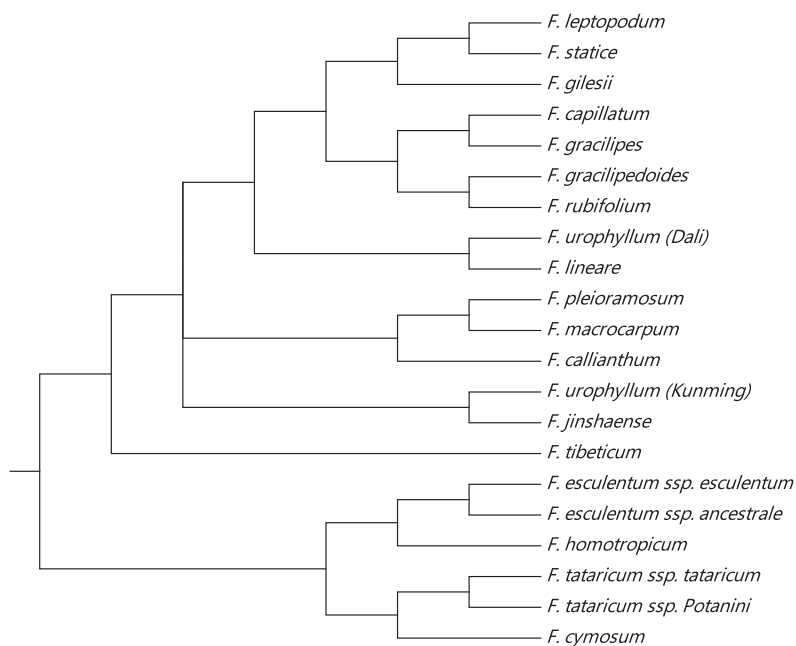 F. leptopodum
F. statice
F. gilesii
F. capillatum
F. gracilipes
F. gracilipedoides
F. rubifolium
F. urophyllum (Dali)
F. lineare
F. pleioramosum
F. macrocarpum
F. callianthum
F. urophyllum (Kunming)
F. jinshaense
F. tibeticum
F. esculentum ssp. esculentum
F. esculentum ssp. ancestrale
F. homotropicum
F. tataricum ssp. tataricum
F. tataricum ssp. Potanini
F. cymosum